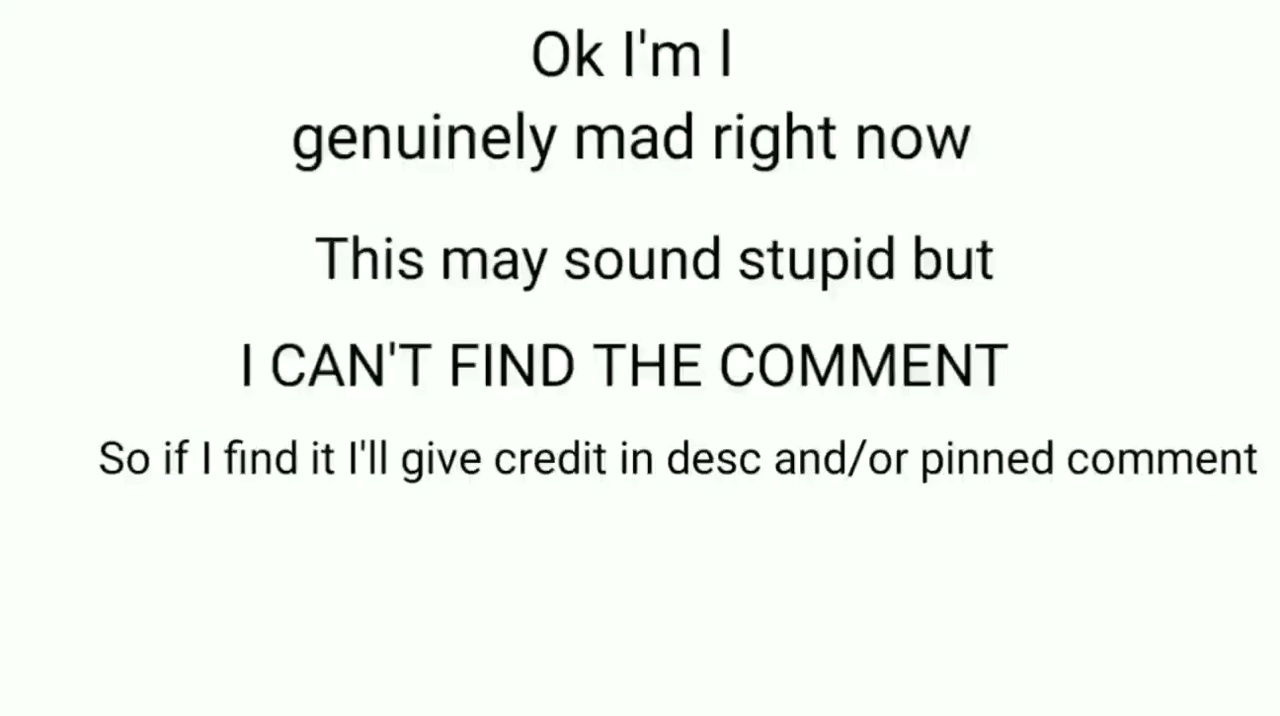 Ok I'm I
genuinely mad right now
This may sound stupid but
I CAN'T FIND THE COMMENT
So if I find it I'll give credit in desc and/or pinned comment